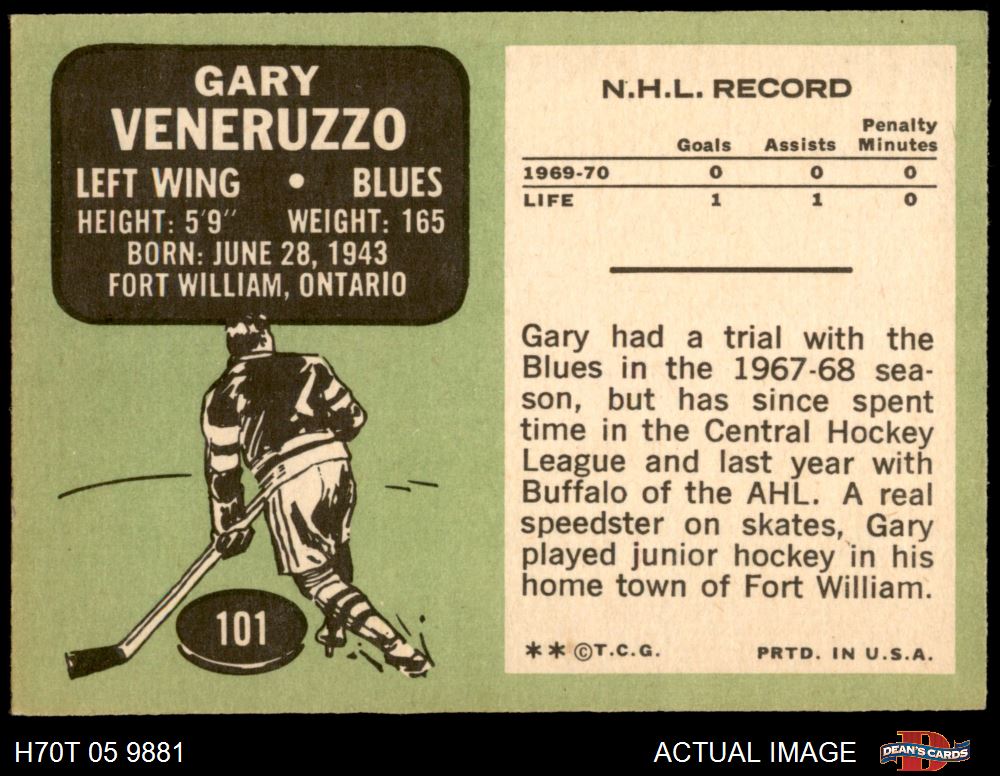 GARY
VENERUZZO
LEFT WING • BLUES
HEIGHT: 5'9" WEIGHT: 165
BORN: JUNE 28, 1943
FORT WILLIAM, ONTARIO
101
N.H.L. RECORD
Goals Assists Penalty Minutes
1969-70 0 0 0
LIFE 1 1 0
Gary had a trial with the
Blues in the 1967-68 sea-
son, but has since spent
time in the Central Hockey
League and last year with
Buffalo of the AHL. A real
speedster on skates, Gary
played junior hockey in his
home town of Fort William.
** ©T.C.G. PRTD. IN U.S.A.
H70T 05 9881 ACTUAL IMAGE D DEAN'S CARDS